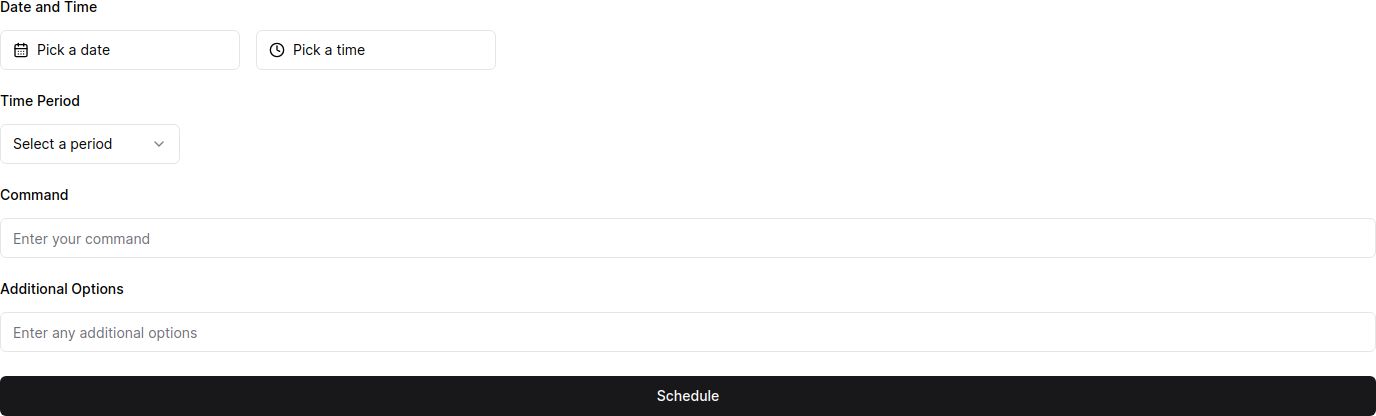 Date and Time
Pick a date
Pick a time
Time Period
Select a period
Command
Enter your command
Additional Options
Enter any additional options
Schedule